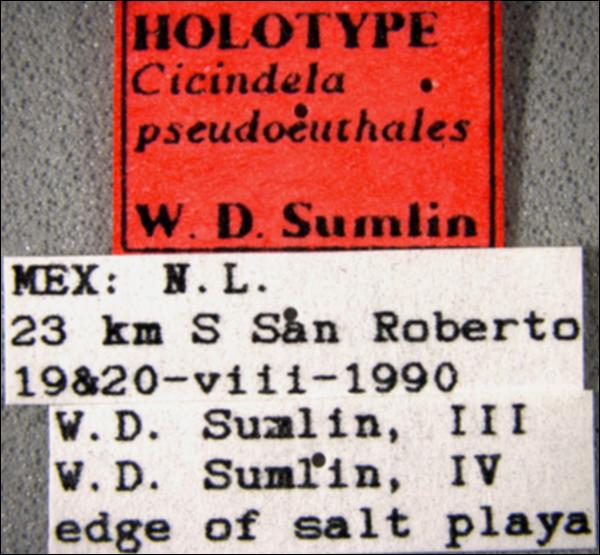 HOLOTYPE
Cicindela
pseudoeuthales
W. D. Sumlin
MEX: N.L.
23 km S San Roberto
19&20-viii-1990
W.D. Sumlin, III
W.D. Sumlin, IV
edge of salt playa